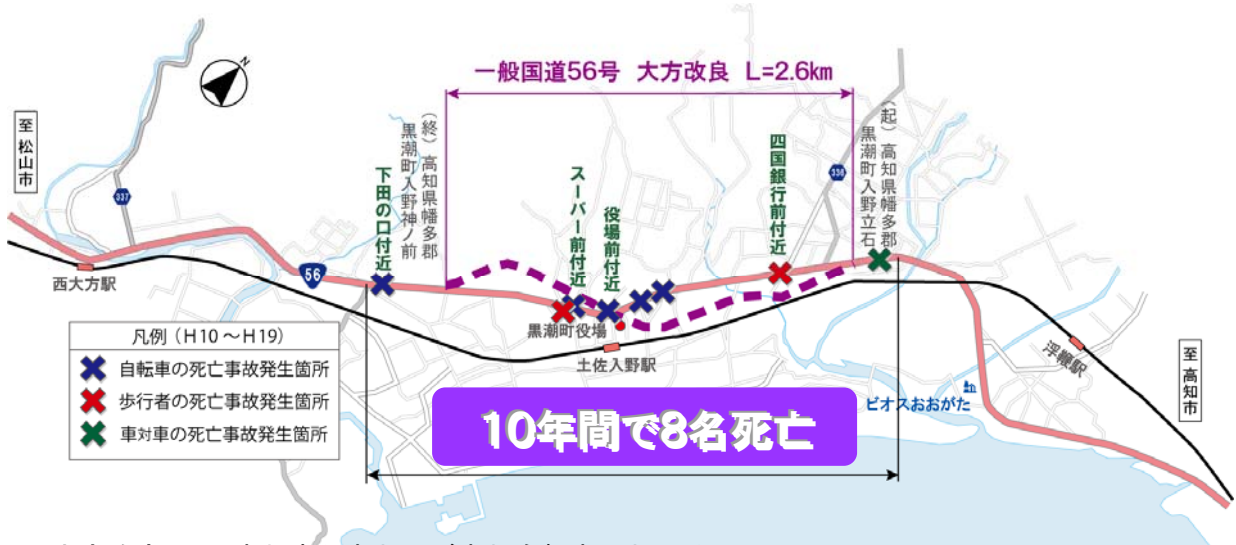 一般国道56号 大方改良 L=2.6km
N
至 松山市
337
56
西大方駅
下田の口付近
(終)高知県幡多郡
黒潮町入野神ノ前
スーパー前付近
役場前付近
四国銀行前付近
(起)高知県幡多郡
黒潮町入野立石
黒潮町役場
土佐入野駅
浮鞭駅
至 高知市
ビオスおおがた
凡例(H10~H19)
自転車の死亡事故発生箇所
歩行者の死亡事故発生箇所
車対車の死亡事故発生箇所
10年間で8名死亡